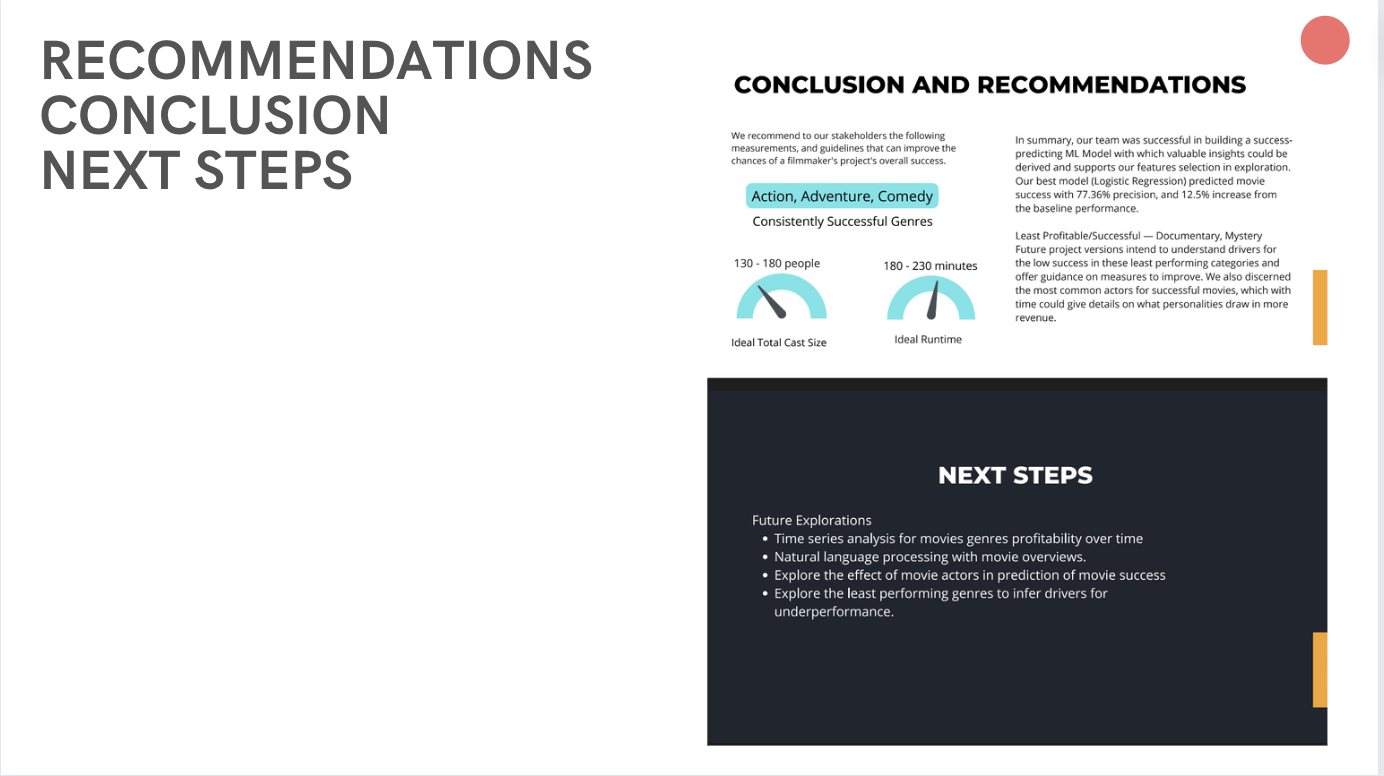 RECOMMENDATIONS
CONCLUSION
NEXT STEPS
CONCLUSION AND RECOMMENDATIONS
We recommend to our stakeholders the following
measurements, and guidelines that can improve the
chances of a filmmaker's project's overall success.
Action, Adventure, Comedy
Consistently Successful Genres
130 - 180 people
Ideal Total Cast Size
180 - 230 minutes
Ideal Runtime
In summary, our team was successful in building a success-
predicting ML Model with which valuable insights could be
derived and supports our features selection in exploration.
Our best model (Logistic Regression) predicted movie
success with 77.36% precision, and 12.5% increase from
the baseline performance.
Least Profitable/Successful — Documentary, Mystery
Future project versions intend to understand drivers for
the low success in these least performing categories and
offer guidance on measures to improve. We also discerned
the most common actors for successful movies, which with
time could give details on what personalities draw in more
revenue.
NEXT STEPS
Future Explorations
• Time series analysis for movies genres profitability over time
• Natural language processing with movie overviews.
• Explore the effect of movie actors in prediction of movie success
• Explore the least performing genres to infer drivers for
underperformance.